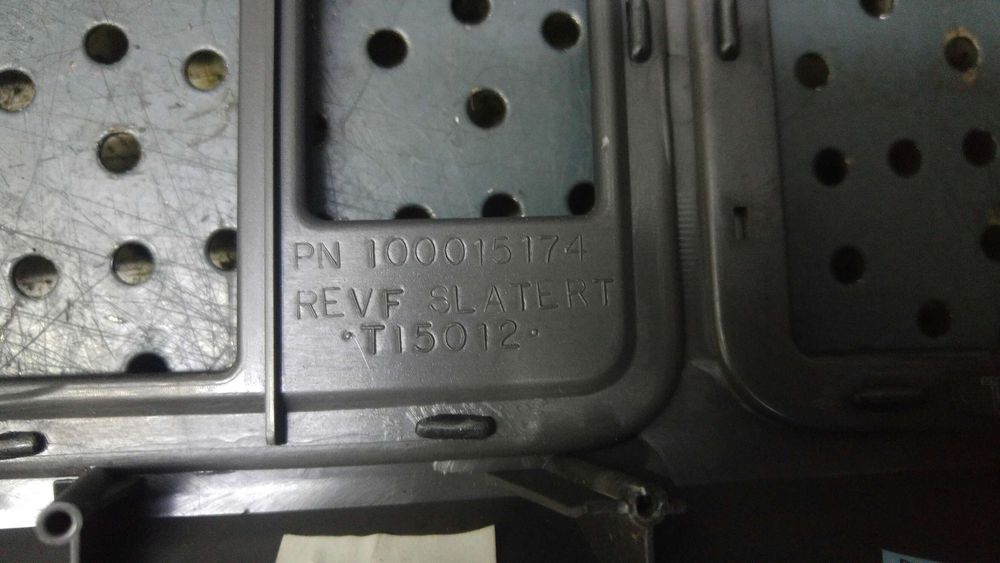 PN 100015174
REVF SLATERT
·T15012·